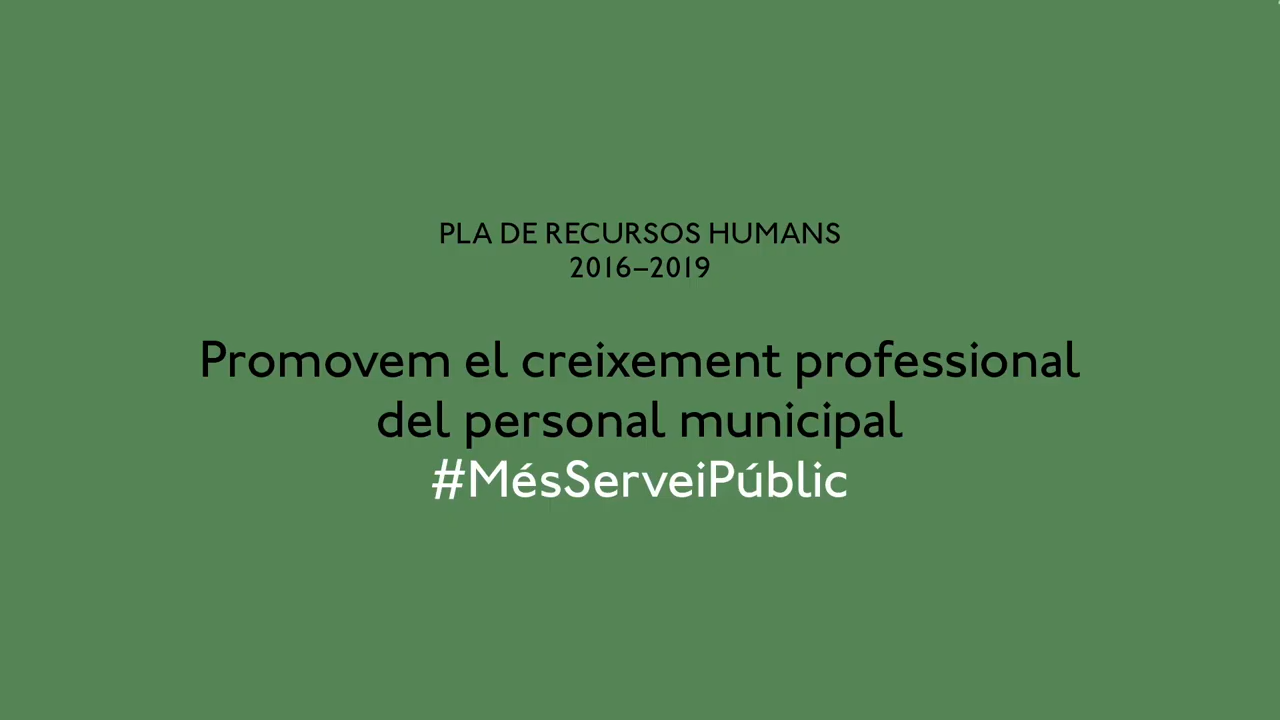 PLA DE RECURSOS HUMANS
2016–2019
Promovem el creixement professional
del personal municipal
#MésServeiPúblic